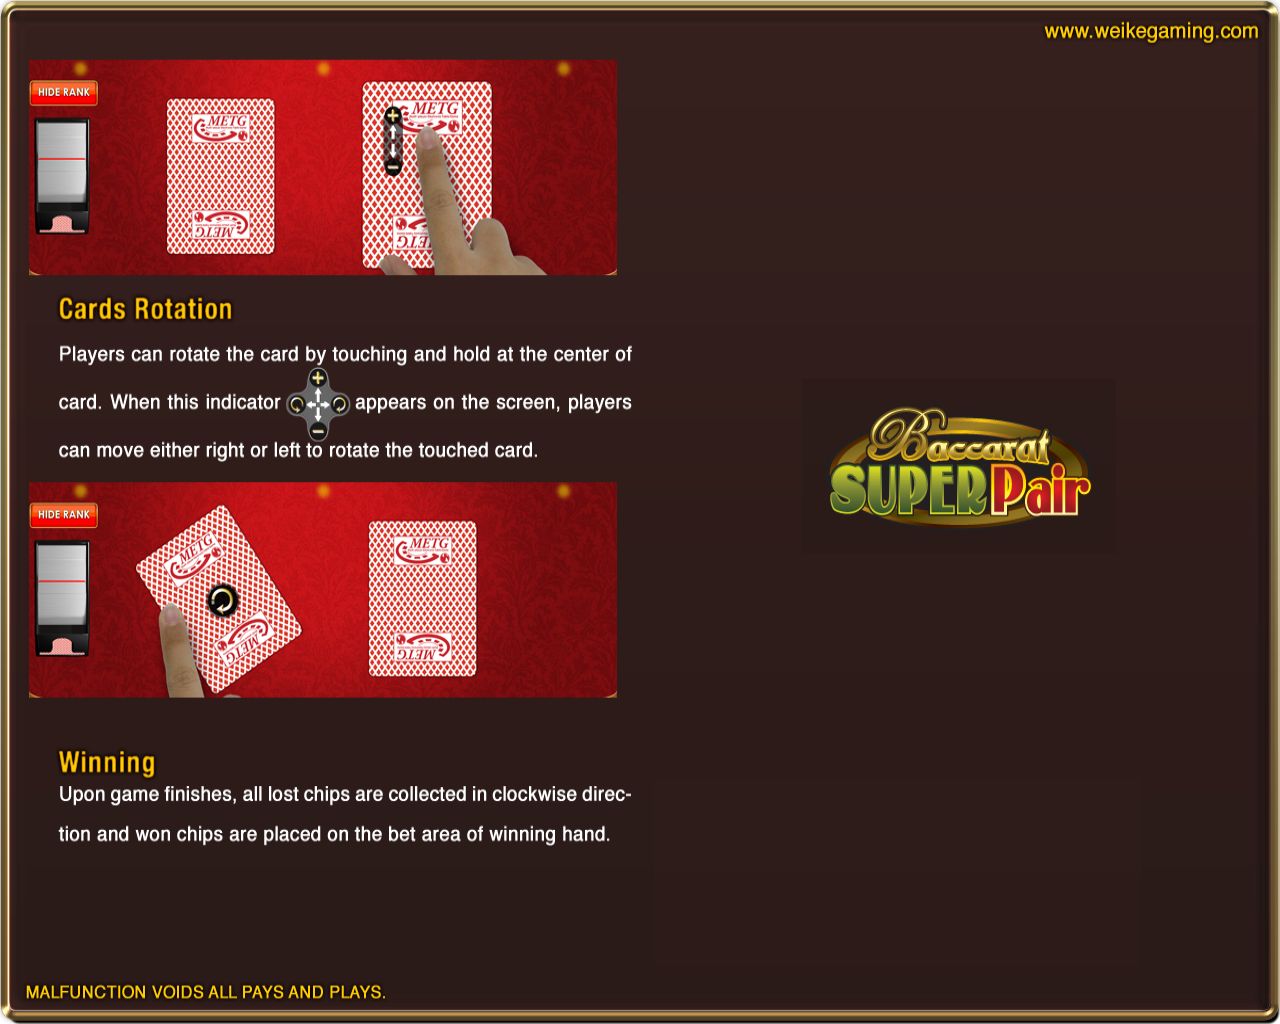 www.weikegaming.com
HIDE RANK
METG
METG
METG
METG
Cards Rotation
Players can rotate the card by touching and hold at the center of
card. When this indicator appears on the screen, players
can move either right or left to rotate the touched card.
Baccarat
SUPER Pair
HIDE RANK
METG
METG
METG
METG
Winning
Upon game finishes, all lost chips are collected in clockwise direc-
tion and won chips are placed on the bet area of winning hand.
MALFUNCTION VOIDS ALL PAYS AND PLAYS.